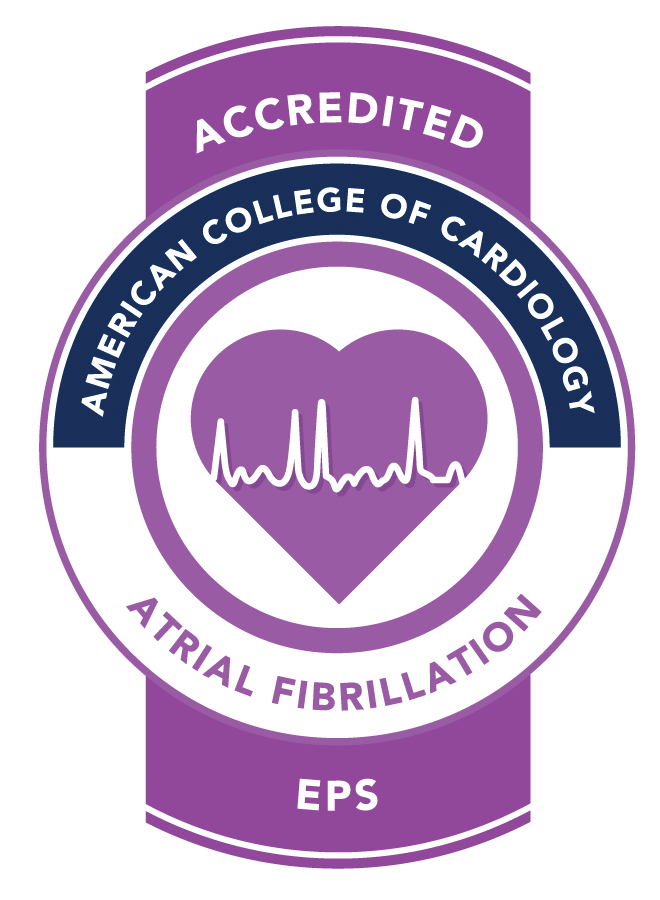 ACCREDITED
AMERICAN COLLEGE OF CARDIOLOGY
ATRIAL FIBRILLATION
EPS